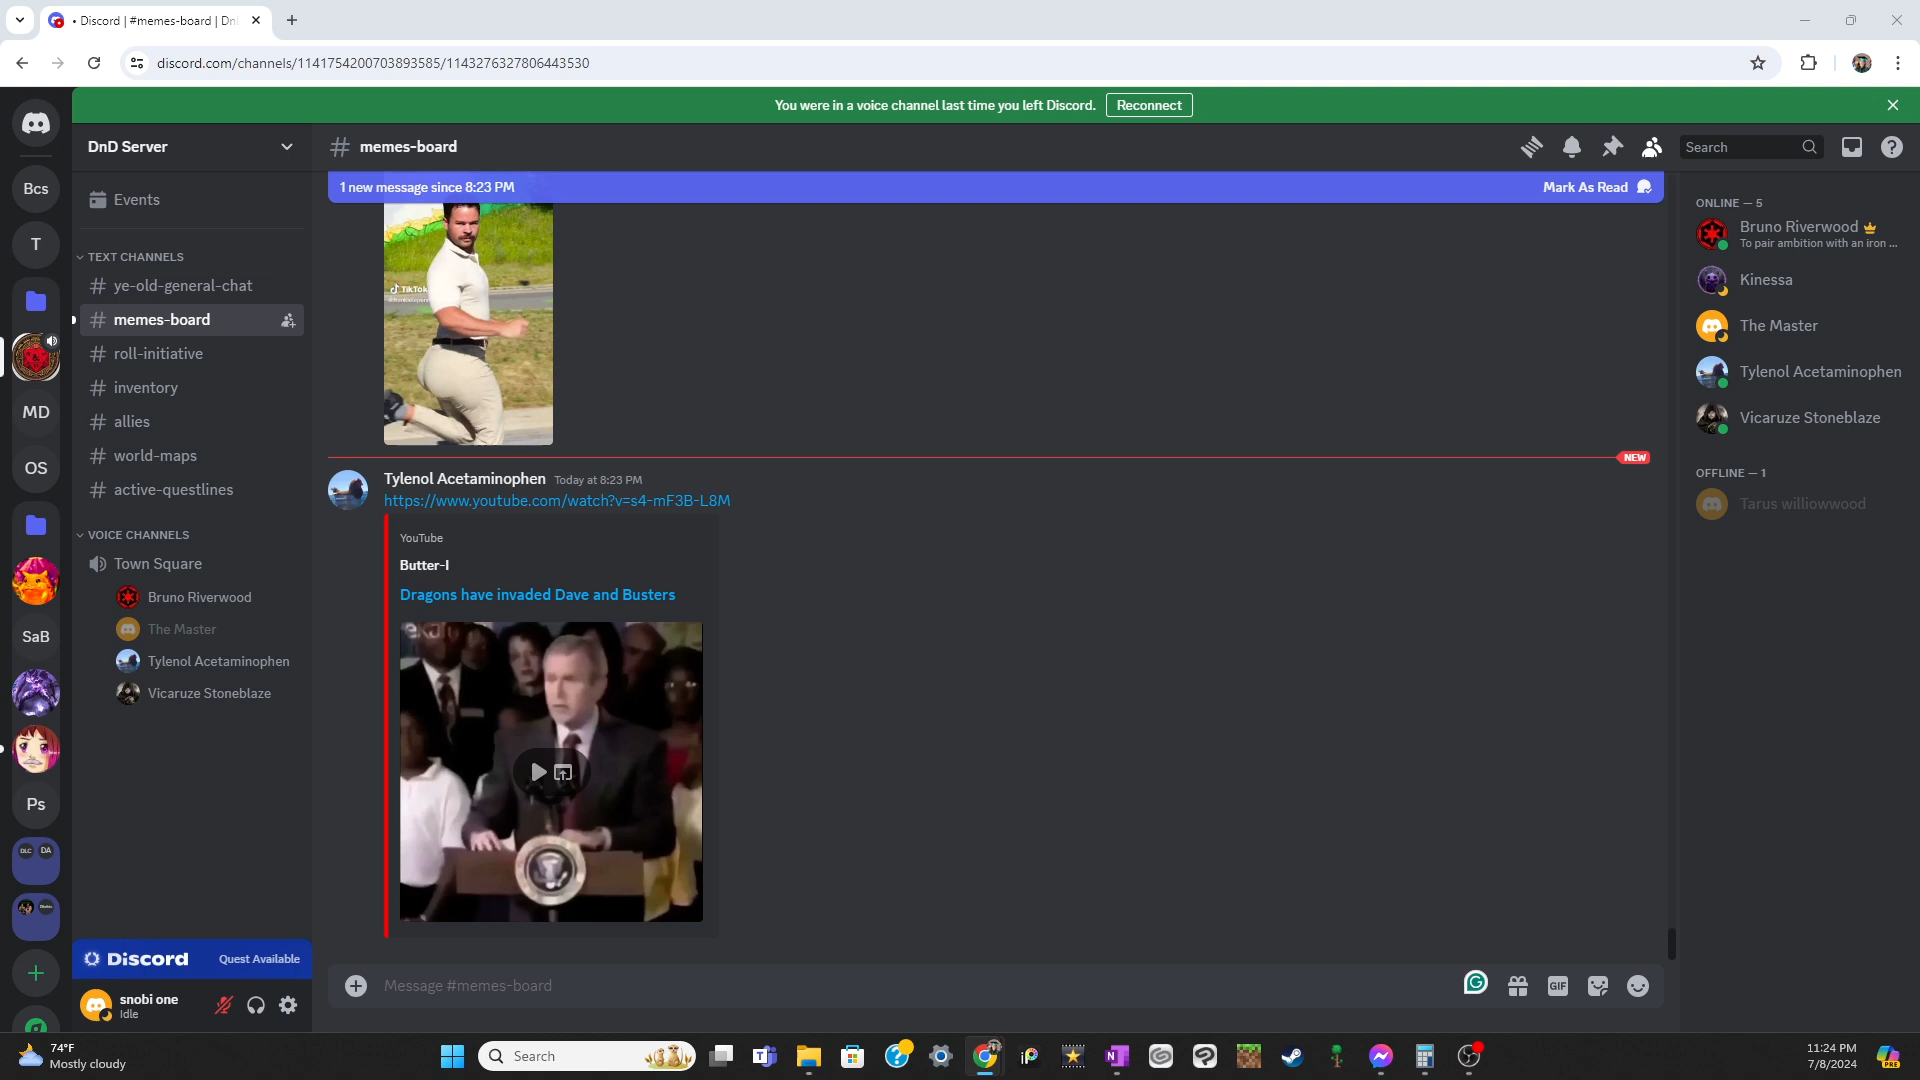 • Discord | #memes-board | Dn
discord.com/channels/1141754200703893585/1143276327806443530
You were in a voice channel last time you left Discord. Reconnect
DnD Server
# memes-board
Search
1 new message since 8:23 PM
Mark As Read
Bcs
T
MD
OS
SaB
Ps
DLC DA
Events
TEXT CHANNELS
# ye-old-general-chat
# memes-board
# roll-initiative
# inventory
# allies
# world-maps
# active-questlines
VOICE CHANNELS
Town Square
Bruno Riverwood
The Master
Tylenol Acetaminophen
Vicaruze Stoneblaze
Discord Quest Available
snobi one
Idle
TikTok
NEW
Tylenol Acetaminophen Today at 8:23 PM
https://www.youtube.com/watch?v=s4-mF3B-L8M
YouTube
Butter-I
Dragons have invaded Dave and Busters
Message #memes-board
GIF
ONLINE — 5
Bruno Riverwood
To pair ambition with an iron ...
Kinessa
The Master
Tylenol Acetaminophen
Vicaruze Stoneblaze
OFFLINE — 1
Tarus williowwood
74°F
Mostly cloudy
Search
11:24 PM
7/8/2024
PRE